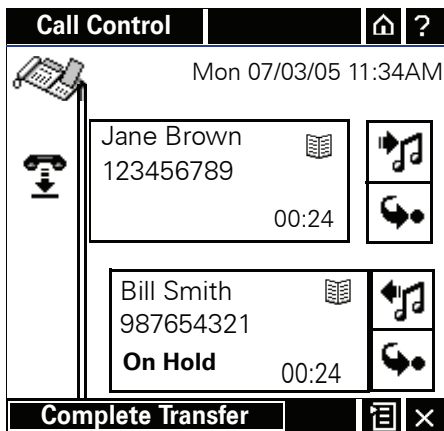 Call Control ?
Mon 07/03/05 11:34AM
Jane Brown
123456789
00:24
Bill Smith
987654321
On Hold 00:24
Complete Transfer